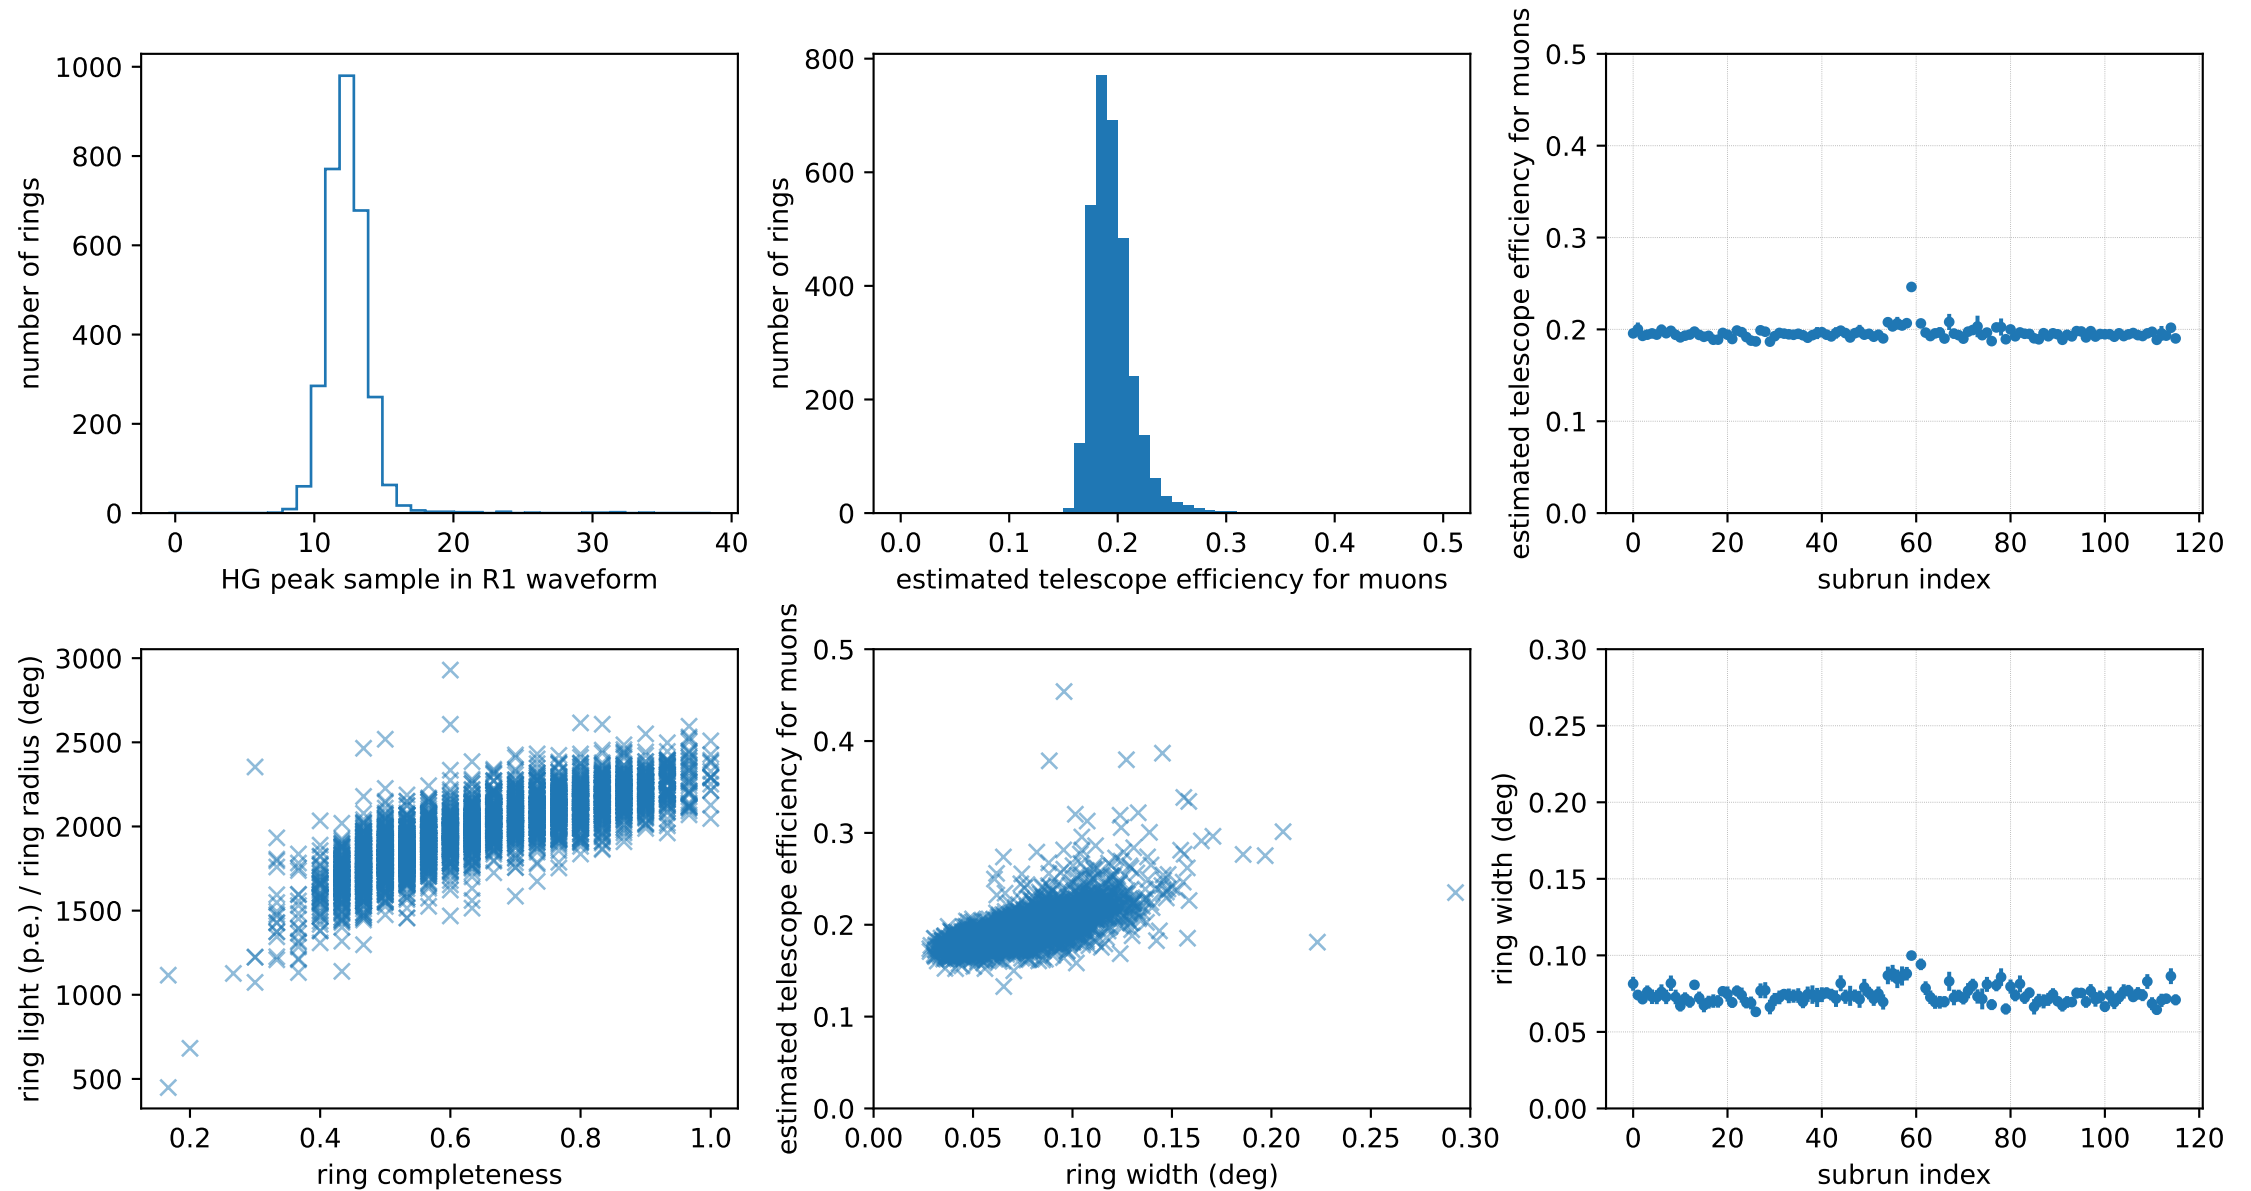 1000
800
600
400
200
0
number of rings
0 10 20 30 40
HG peak sample in R1 waveform
800
600
400
200
0
number of rings
0.0 0.1 0.2 0.3 0.4 0.5
estimated telescope efficiency for muons
0.5
0.4
0.3
0.2
0.1
0.0
estimated telescope efficiency for muons
0 20 40 60 80 100 120
subrun index
3000
2500
2000
1500
1000
500
ring light (p.e.) / ring radius (deg)
0.2 0.4 0.6 0.8 1.0
ring completeness
0.5
0.4
0.3
0.2
0.1
0.0
estimated telescope efficiency for muons
0.00 0.05 0.10 0.15 0.20 0.25 0.30
ring width (deg)
0.30
0.25
0.20
0.15
0.10
0.05
0.00
ring width (deg)
0 20 40 60 80 100 120
subrun index